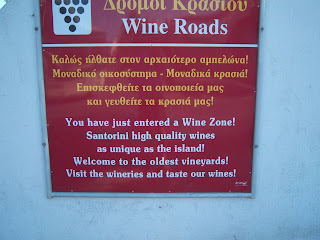 Δρόμοι Κρασιού
Wine Roads
Καλώς ήλθατε στον αρχαιότερο αμπελώνα!
Μοναδικό οικοσύστημα - Μοναδικά κρασιά!
Επισκεφθείτε τα οινοποιεία μας
και γευθείτε τα κρασιά μας!
You have just entered a Wine Zone!
Santorini high quality wines
as unique as the island!
Welcome to the oldest vineyards!
Visit the wineries and taste our wines!